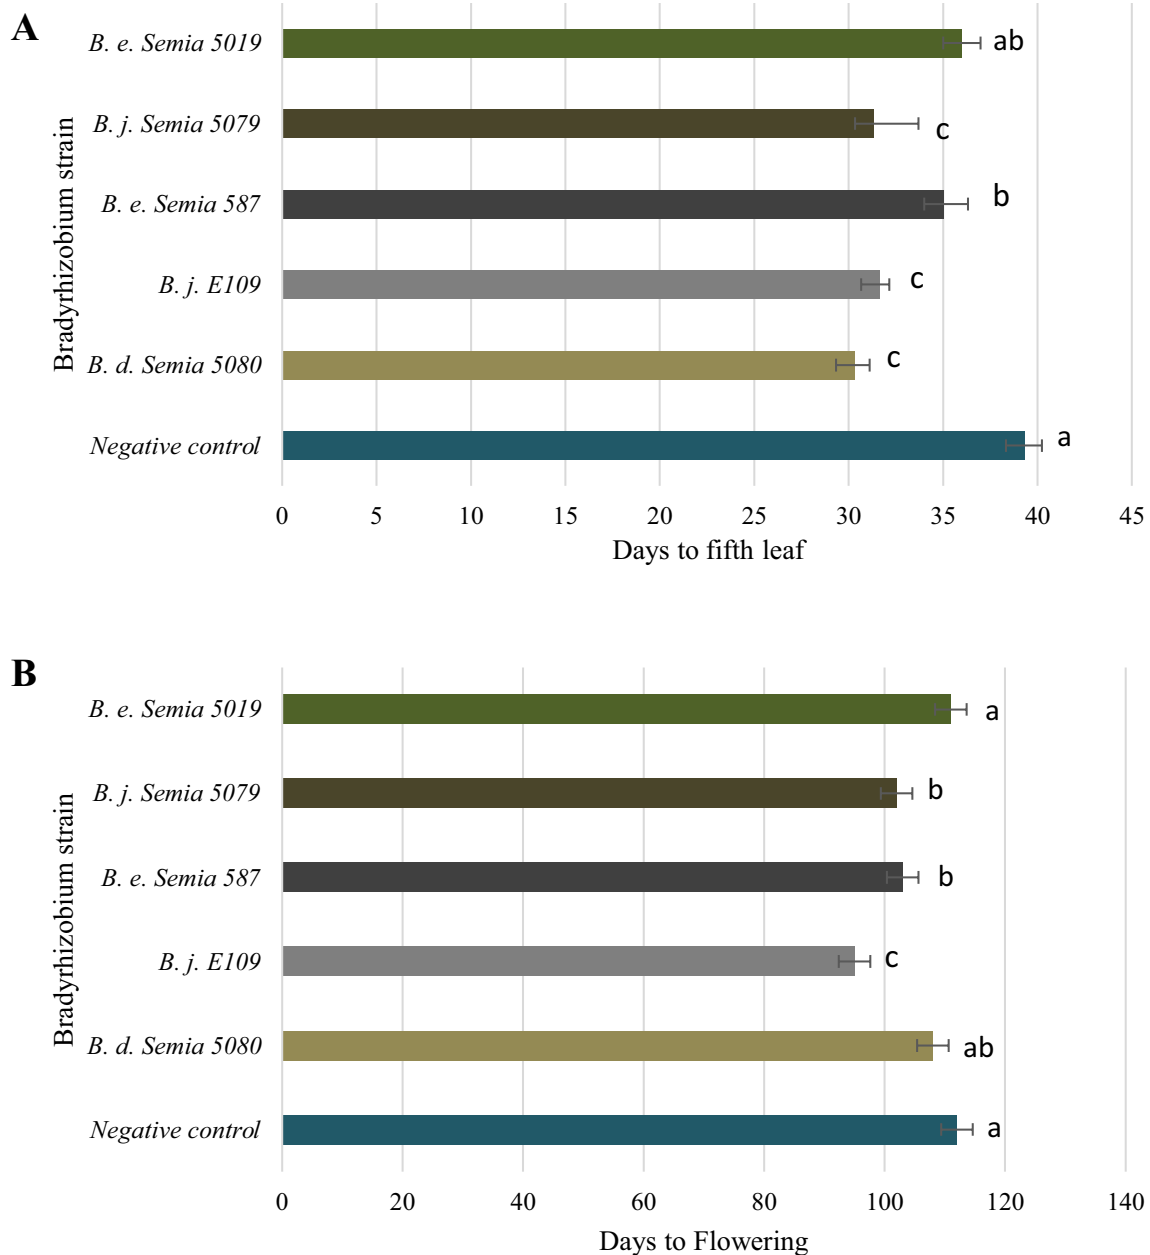 A
Bradyrhizobium strain
B. e. Semia 5019
ab
B. j. Semia 5079
c
B. e. Semia 587
b
B. j. E109
c
B. d. Semia 5080
c
Negative control
a
0 5 10 15 20 25 30 35 40 45
Days to fifth leaf
B
Bradyrhizobium strain
B. e. Semia 5019
a
B. j. Semia 5079
b
B. e. Semia 587
b
B. j. E109
c
B. d. Semia 5080
ab
Negative control
a
0 20 40 60 80 100 120 140
Days to Flowering